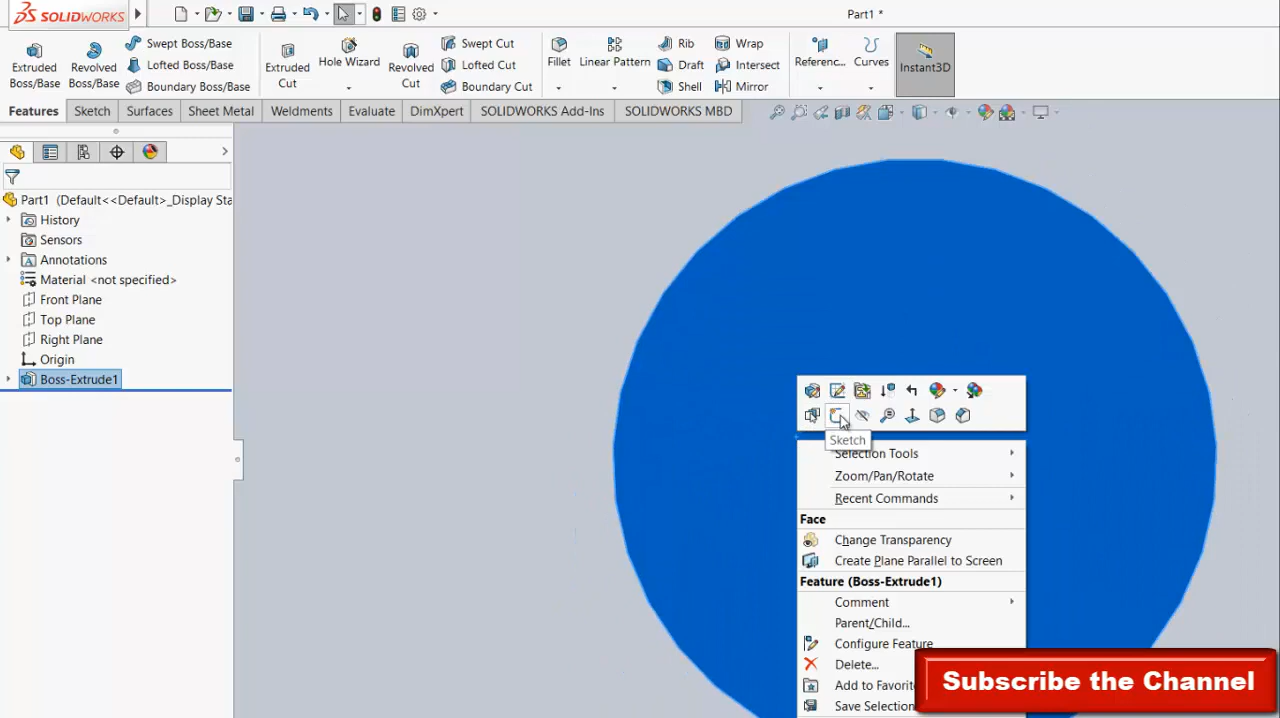 SOLIDWORKS
Part1 *
Extruded Boss/Base
Revolved Boss/Base
Swept Boss/Base
Lofted Boss/Base
Boundary Boss/Base
Extruded Cut
Hole Wizard
Revolved Cut
Swept Cut
Lofted Cut
Boundary Cut
Fillet
Linear Pattern
Rib
Draft
Shell
Wrap
Intersect
Mirror
Referenc...
Curves
Instant3D
Features
Sketch
Surfaces
Sheet Metal
Weldments
Evaluate
DimXpert
SOLIDWORKS Add-Ins
SOLIDWORKS MBD
Part1 (Default<<Default>_Display Sta
History
Sensors
Annotations
Material <not specified>
Front Plane
Top Plane
Right Plane
Origin
Boss-Extrude1
Sketch
Selection Tools
Zoom/Pan/Rotate
Recent Commands
Face
Change Transparency
Create Plane Parallel to Screen
Feature (Boss-Extrude1)
Comment
Parent/Child...
Configure Feature
Delete...
Add to Favorit
Save Selection
Subscribe the Channel